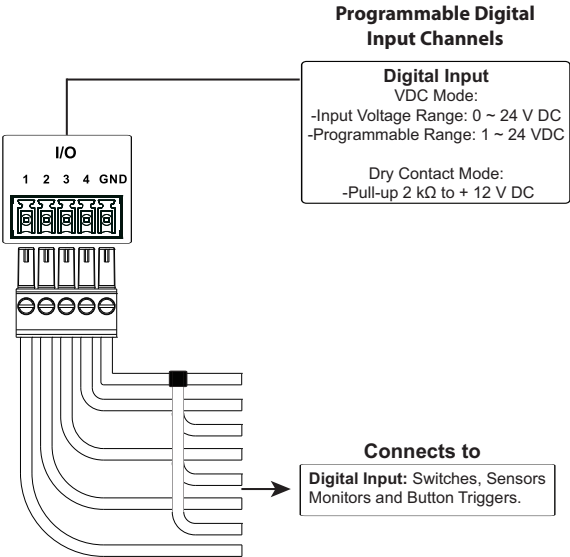 Programmable Digital
Input Channels
Digital Input
VDC Mode:
-Input Voltage Range: 0 ~ 24 V DC
-Programmable Range: 1 ~ 24 VDC
Dry Contact Mode:
-Pull-up 2 kΩ to + 12 V DC
I/O
1 2 3 4 GND
Connects to
Digital Input: Switches, Sensors
Monitors and Button Triggers.